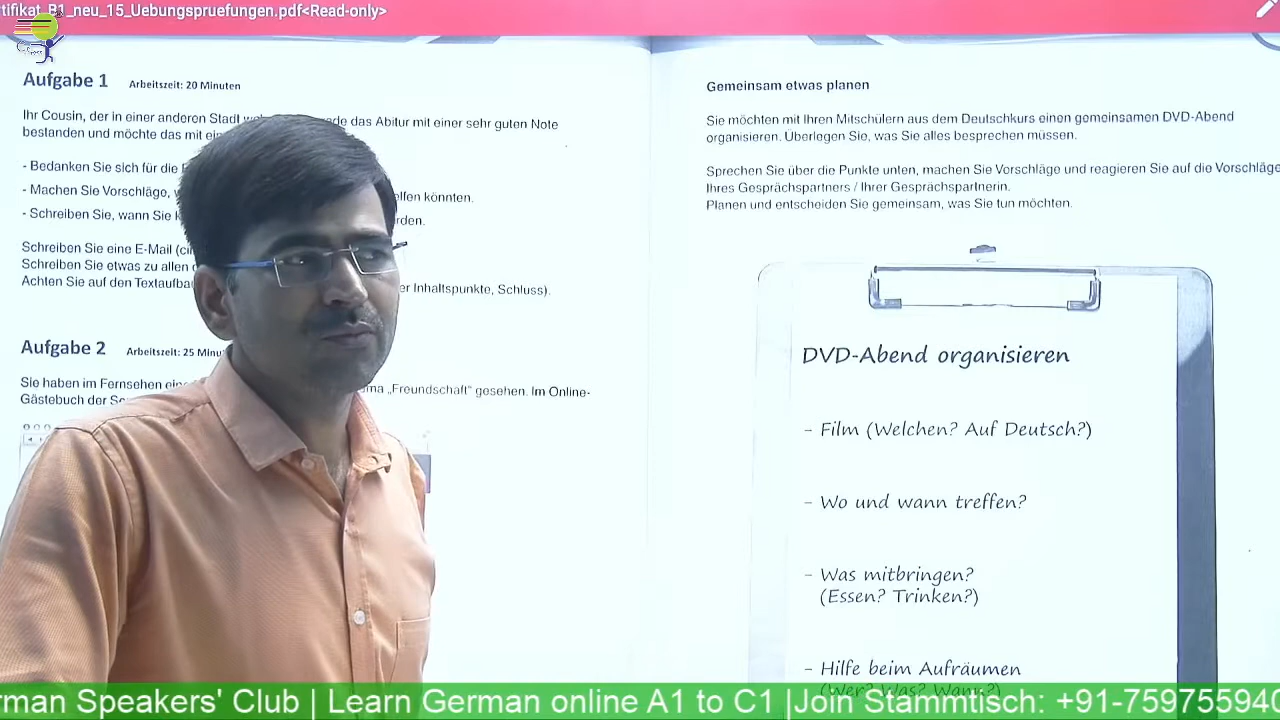 tifikat_B1_neu_15_Uebungspruefungen.pdf<Read-only>
Aufgabe 1 Arbeitszeit: 20 Minuten
Ihr Cousin, der in einer anderen Stadt das Abitur mit einer sehr guten Note
bestanden und möchte das mit
- Bedanken Sie sich für die
- Machen Sie Vorschläge, lfen könnten.
- Schreiben Sie, wann Sie rden.
Schreiben Sie eine E-Mail
Schreiben Sie etwas zu allen
Achten Sie auf den Textaufba er Inhaltspunkte, Schluss).
Aufgabe 2 Arbeitszeit: 25 Minu
Sie haben im Fernsehen ma „Freundschaft" gesehen. Im Online-
Gästebuch der
Gemeinsam etwas planen
Sie möchten mit Ihren Mitschülern aus dem Deutschkurs einen gemeinsamen DVD-Abend
organisieren. Überlegen Sie, was Sie alles besprechen müssen.
Sprechen Sie über die Punkte unten, machen Sie Vorschläge und reagieren Sie auf die Vorschläge
Ihres Gesprächspartners / Ihrer Gesprächspartnerin.
Planen und entscheiden Sie gemeinsam, was Sie tun möchten.
DVD-Abend organisieren
- Film (Welchen? Auf Deutsch?)
- Wo und wann treffen?
- Was mitbringen?
(Essen? Trinken?)
- Hilfe beim Aufräumen
(Wer? Was? Wann?)
rman Speakers' Club | Learn German online A1 to C1 |Join Stammtisch: +91-759755940